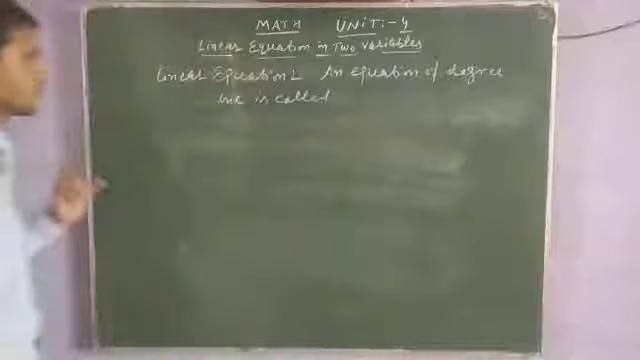 MATH UNIT:- 4
Linear Equation in Two Variables
Linear Equation:- An Equation of degree
one is called